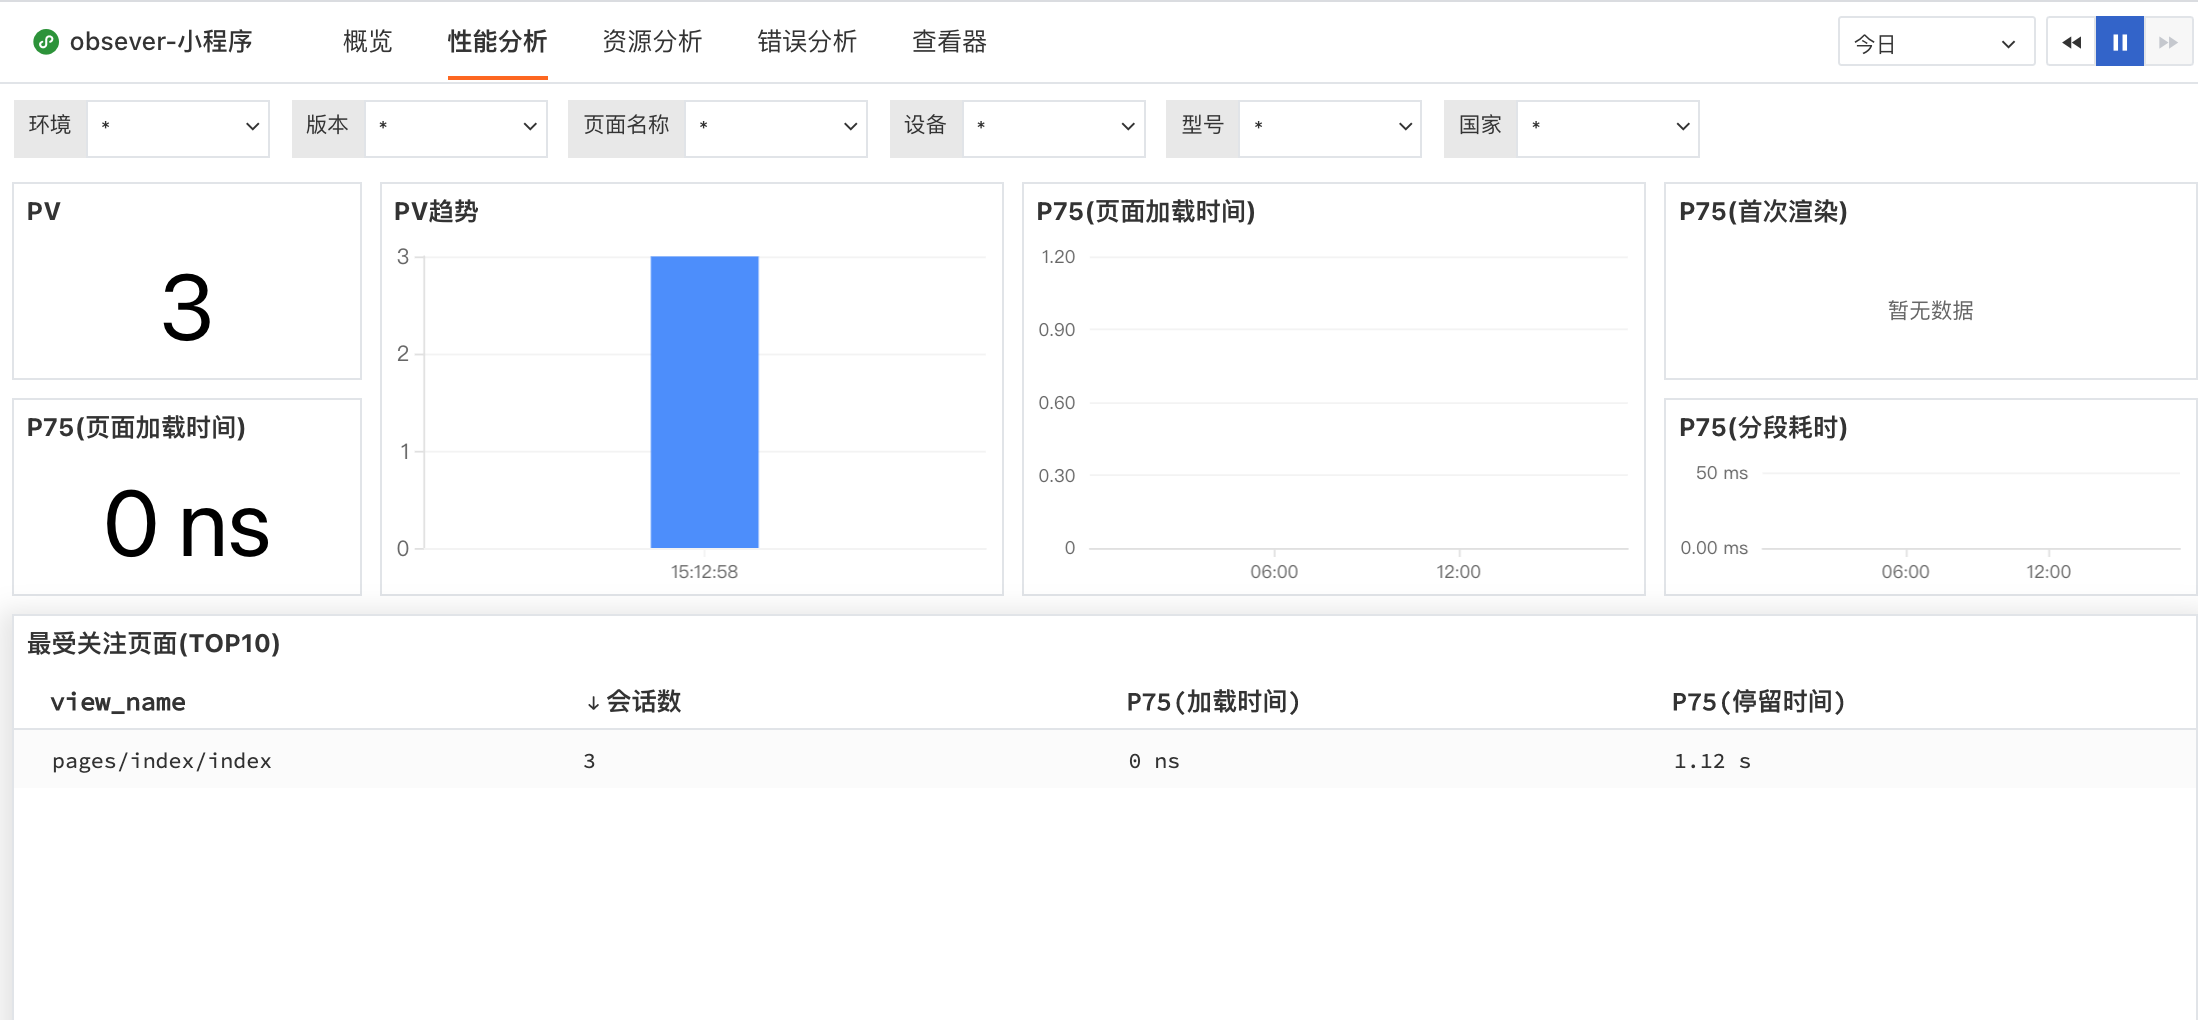 obsever-小程序 概览 性能分析 资源分析 错误分析 查看器 今日
环境 * 版本 * 页面名称 * 设备 * 型号 * 国家 *
PV
3
P75(页面加载时间)
0 ns
PV趋势
3
2
1
0
15:12:58
P75(页面加载时间)
1.20
0.90
0.60
0.30
0
06:00 12:00
P75(首次渲染)
暂无数据
P75(分段耗时)
50 ms
0.00 ms
06:00 12:00
最受关注页面(TOP10)
view_name ↓会话数 P75(加载时间) P75(停留时间)
pages/index/index 3 0 ns 1.12 s